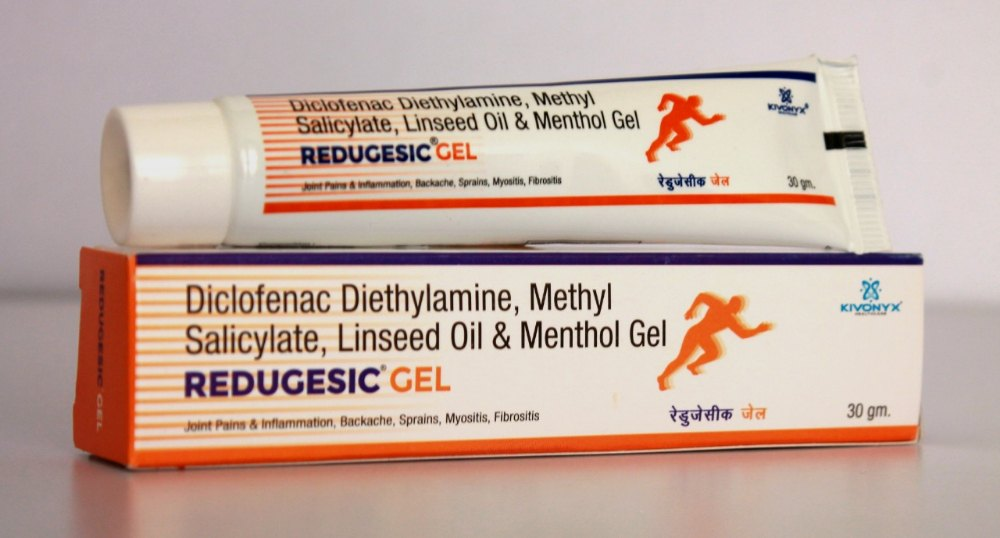 Diclofenac Diethylamine, Methyl
Salicylate, Linseed Oil & Menthol Gel
REDUGESIC® GEL
Joint Pains & Inflammation, Backache, Sprains, Myositis, Fibrositis
रेडुजेसीक जेल
30 gm.
KIVONYX®
HEALTHCARE
REDUGESIC GEL
Diclofenac Diethylamine, Methyl
Salicylate, Linseed Oil & Menthol Gel
REDUGESIC® GEL
Joint Pains & Inflammation, Backache, Sprains, Myositis, Fibrositis
रेडुजेसीक जेल
30 gm.
KIVONYX®
HEALTHCARE